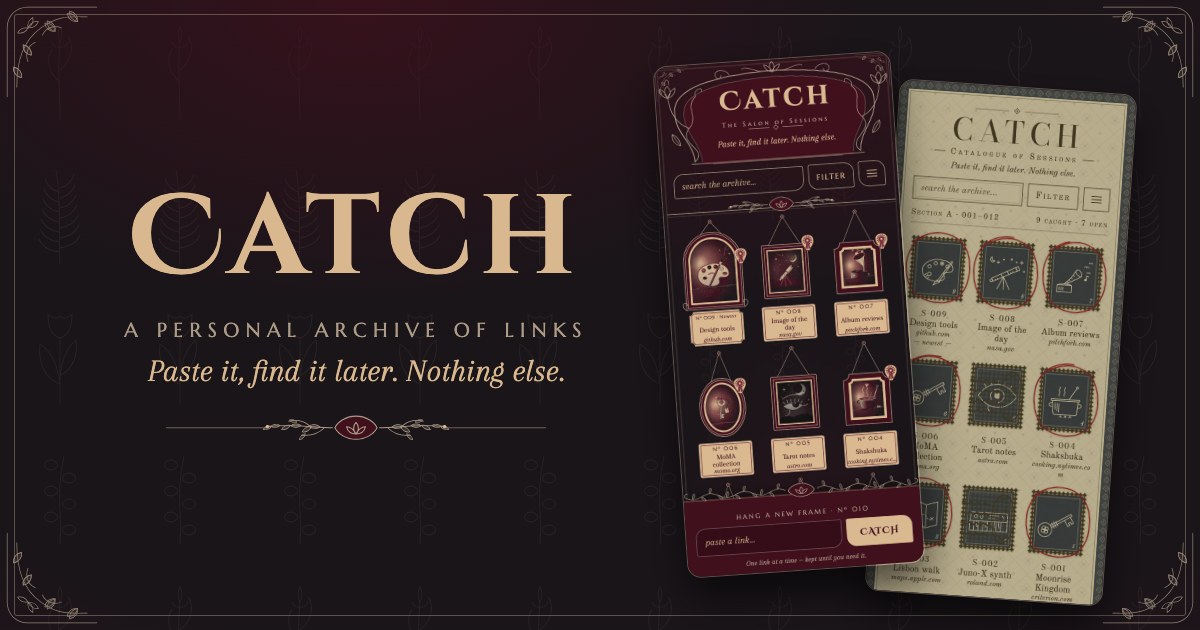 CATCH
A PERSONAL ARCHIVE OF LINKS
Paste it, find it later. Nothing else.
CATCH
The Salon of Sessions
Paste it, find it later. Nothing else.
search the archive...
FILTER
Nº 009 · Newest
Design tools
github.com
Nº 008
Image of the
day
nasa.gov
Nº 007
Album reviews
pitchfork.com
Nº 006
MoMA
collection
moma.org
Nº 005
Tarot notes
astro.com
Nº 004
Shakshuka
cooking.nytimes.c...
HANG A NEW FRAME · Nº 010
paste a link...
CATCH
One link at a time — kept until you need it.
CATCH
Catalogue of Sessions
Paste it, find it later. Nothing else.
search the archive...
Filter
Section A · 001–012
9 caught · 7 open
S·009
Design tools
github.com
— newest —
S·008
Image of the
day
nasa.gov
S·007
Album reviews
pitchfork.com
006
MoMA
collection
moma.org
S·005
Tarot notes
astro.com
S·004
Shakshuka
cooking.nytimes.co
m
03
Lisbon walk
maps.apple.com
S·002
Juno-X synth
roland.com
S·001
Moonrise
Kingdom
criterion.com